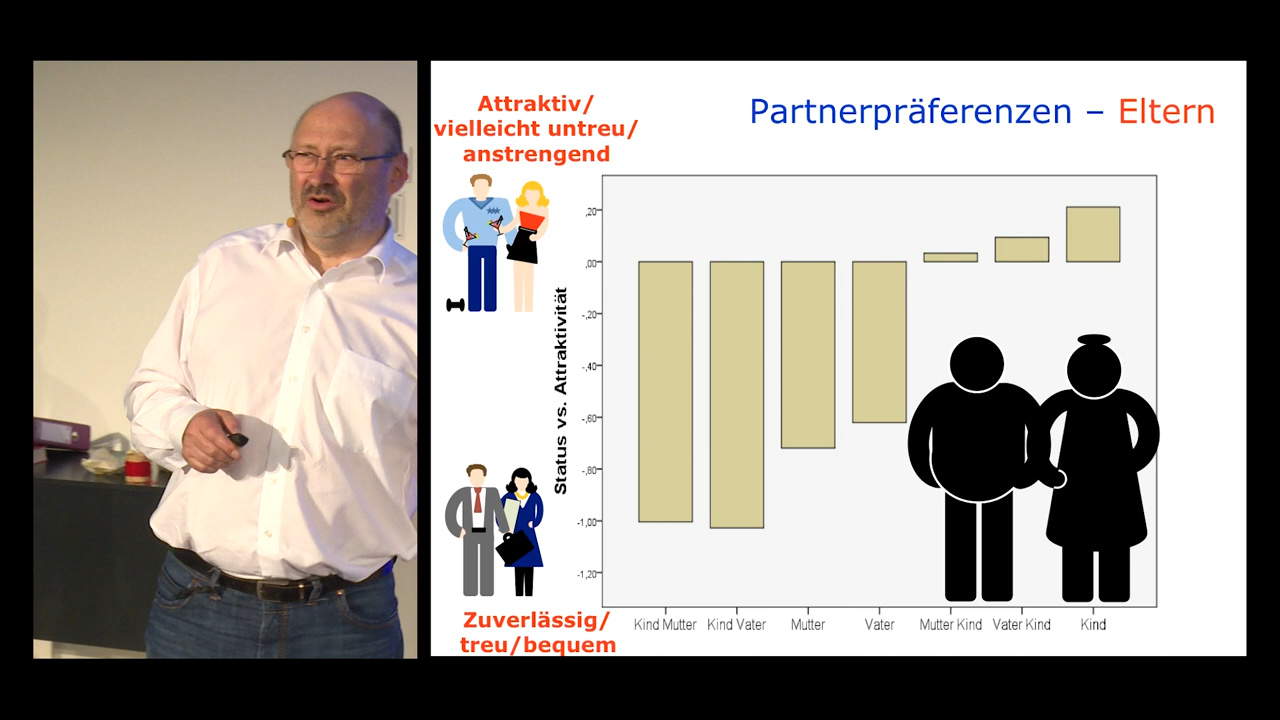 Attraktiv/
vielleicht untreu/
anstrengend
Partnerpräferenzen – Eltern
,20
,00
-,20
-,40
-,60
-,80
-1,00
-1,20
Status vs. Attraktivität
Kind Mutter
Kind Vater
Mutter
Vater
Mutter Kind
Vater Kind
Kind
Zuverlässig/
treu/bequem